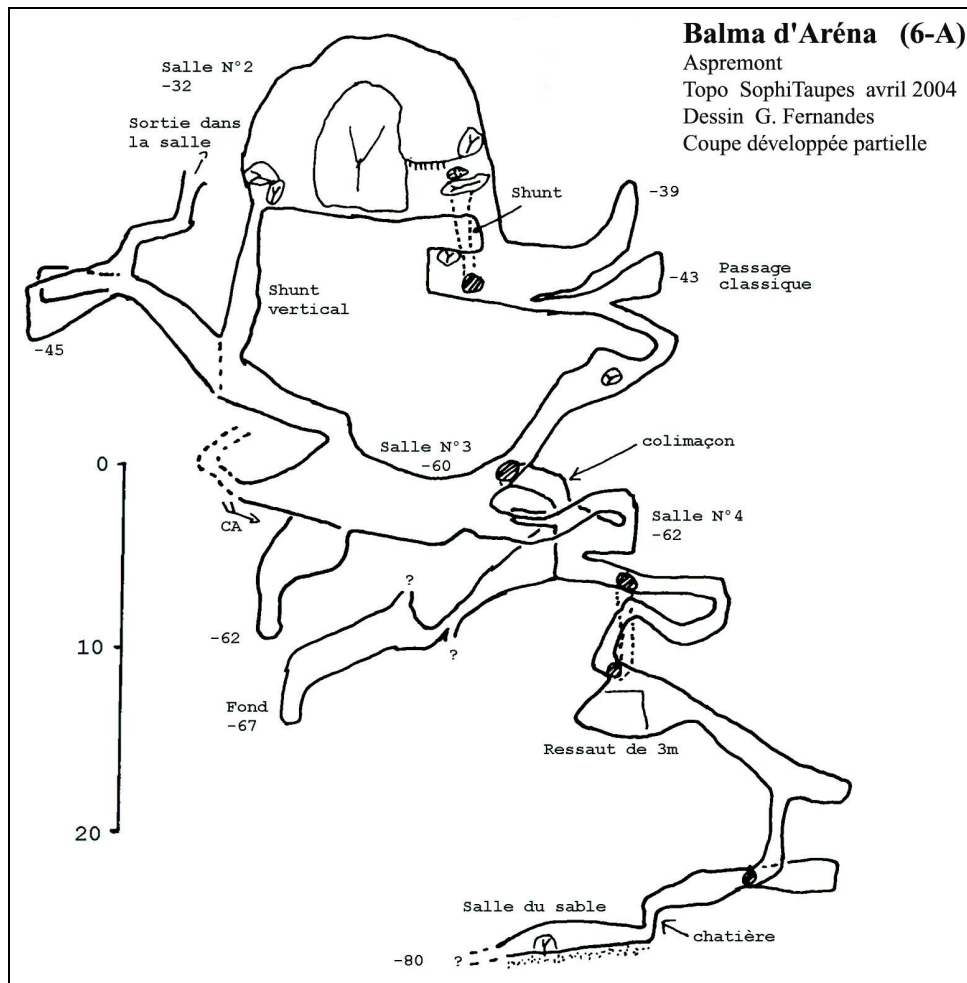 Balma d'Aréna (6-A)
Aspremont
Topo SophiTaupes avril 2004
Dessin G. Fernandes
Coupe développée partielle
Salle N°2
-32
Sortie dans
la salle
?
Shunt
-39
-43
Passage
classique
Shunt
vertical
-45
Salle N°3
-60
colimaçon
0
CA
Salle N°4
-62
?
-62
?
10
Fond
-67
Ressaut de 3m
20
Salle du sable
chatière
-80 ?